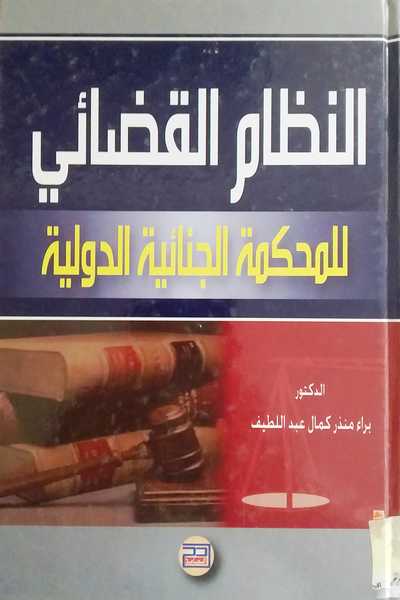 النظام القضائي
للمحكمة الجنائية الدولية
الدكتور
براء منذر كمال عبد اللطيف